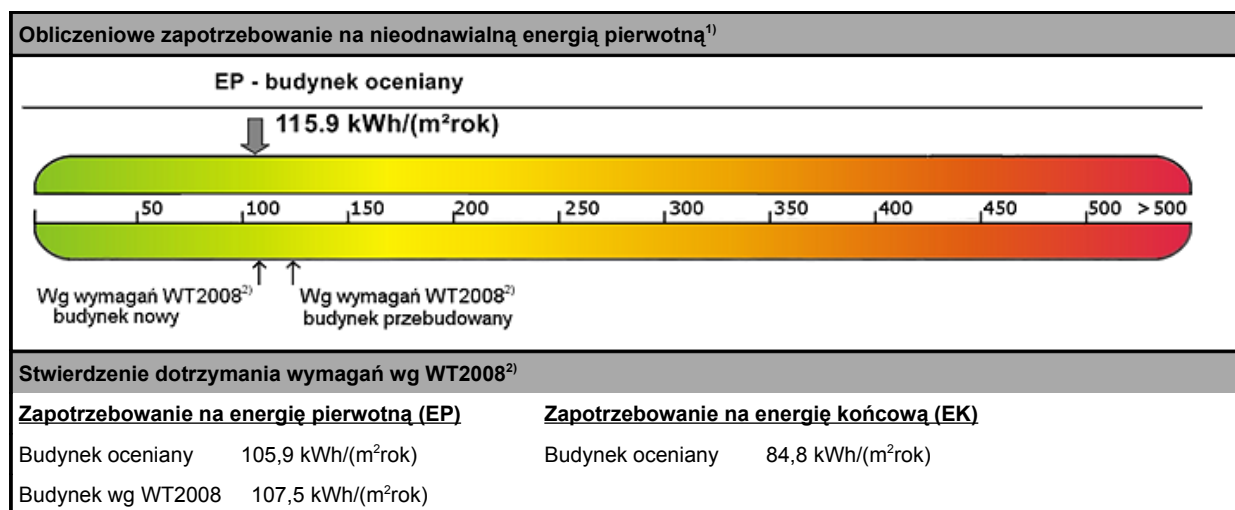 Obliczeniowe zapotrzebowanie na nieodnawialną energią pierwotną1)
EP - budynek oceniany
115.9 kWh/(m²rok)
50 100 150 200 250 300 350 400 450 500 > 500
Wg wymagań WT20082) budynek nowy
Wg wymagań WT20082) budynek przebudowany
Stwierdzenie dotrzymania wymagań wg WT20082)
Zapotrzebowanie na energię pierwotną (EP) Zapotrzebowanie na energię końcową (EK)
Budynek oceniany 105,9 kWh/(m2rok) Budynek oceniany 84,8 kWh/(m2rok)
Budynek wg WT2008 107,5 kWh/(m2rok)